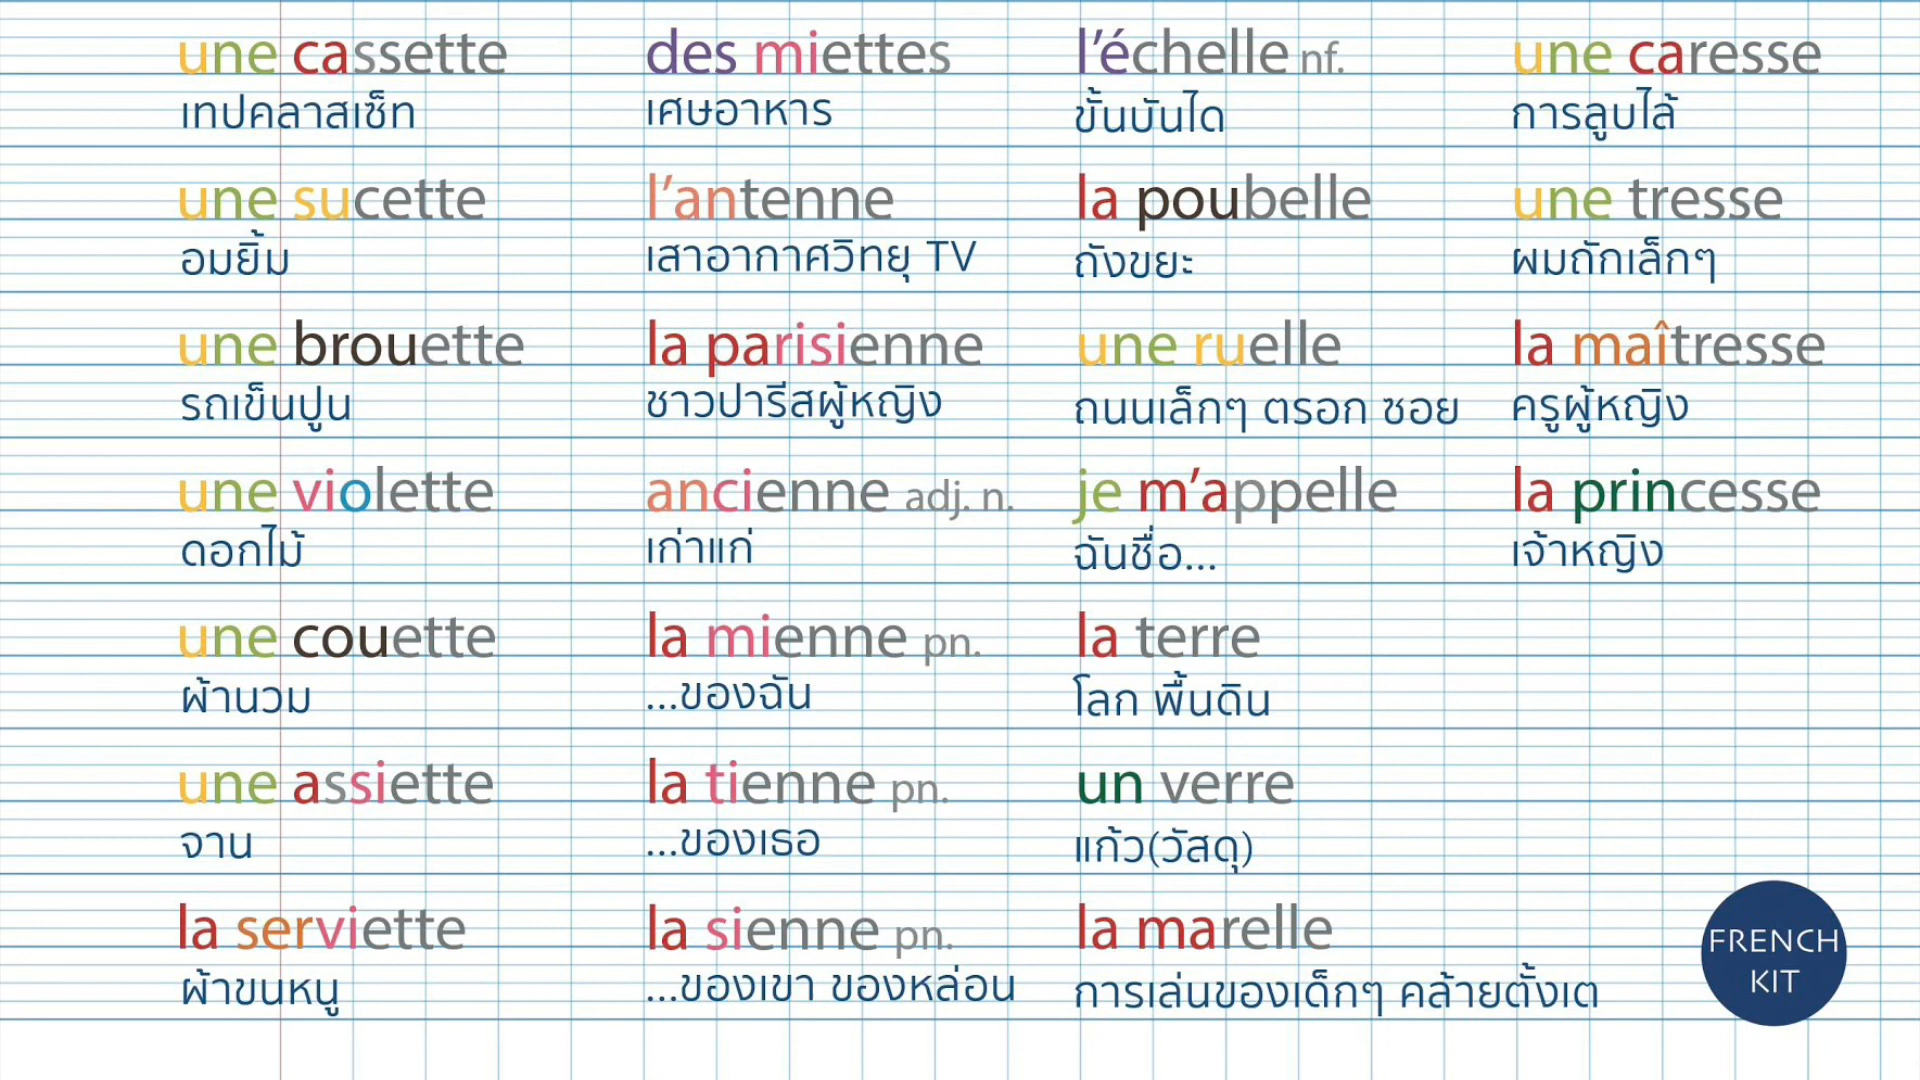 une cassette
เทปคลาสเซ็ท
une sucette
อมยิ้ม
une brouette
รถเข็นปูน
une violette
ดอกไม้
une couette
ผ้านวม
une assiette
จาน
la serviette
ผ้าขนหนู
des miettes
เศษอาหาร
l'antenne
เสาอากาศวิทยุ TV
la parisienne
ชาวปารีสผู้หญิง
ancienne adj. n.
เก่าแก่
la mienne pn.
...ของฉัน
la tienne pn.
...ของเธอ
la sienne pn.
...ของเขา ของหล่อน
l'échelle nf.
ขั้นบันได
la poubelle
ถังขยะ
une ruelle
ถนนเล็กๆ ตรอก ซอย
je m'appelle
ฉันชื่อ...
la terre
โลก พื้นดิน
un verre
แก้ว(วัสดุ)
la marelle
การเล่นของเด็กๆ คล้ายตั้งเต
une caresse
การลูบไล้
une tresse
ผมถักเล็กๆ
la maîtresse
ครูผู้หญิง
la princesse
เจ้าหญิง
FRENCH
KIT